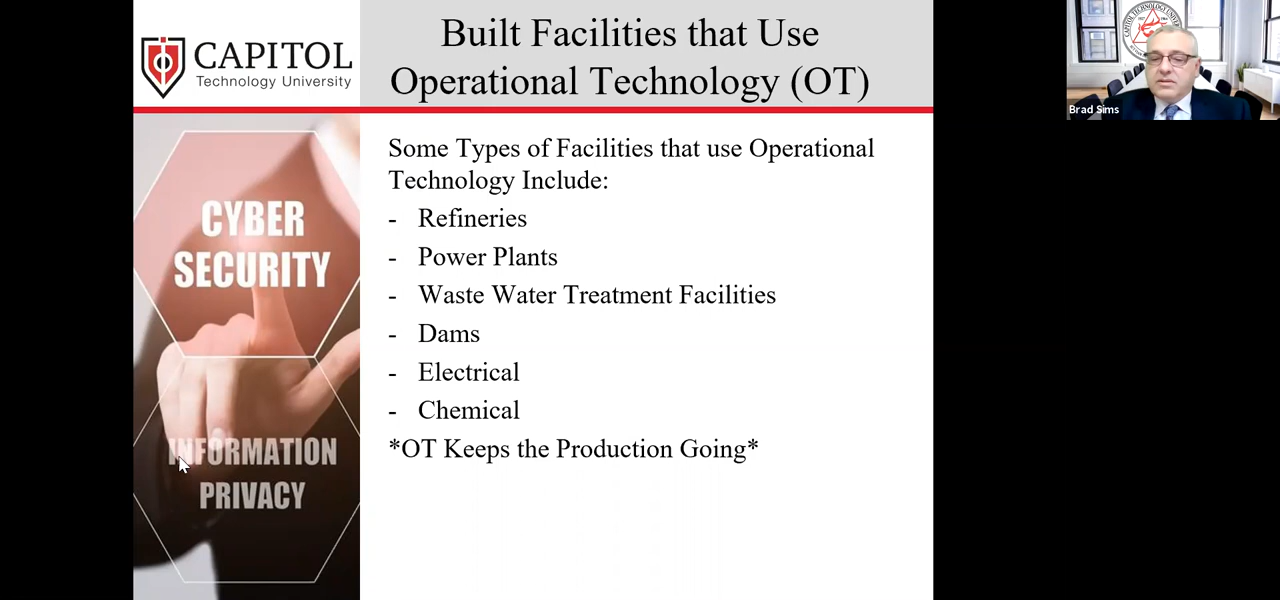 CAPITOL
Technology University
Built Facilities that Use
Operational Technology (OT)
Brad Sims
CYBER
SECURITY
INFORMATION
PRIVACY
Some Types of Facilities that use Operational
Technology Include:
- Refineries
- Power Plants
- Waste Water Treatment Facilities
- Dams
- Electrical
- Chemical
*OT Keeps the Production Going*